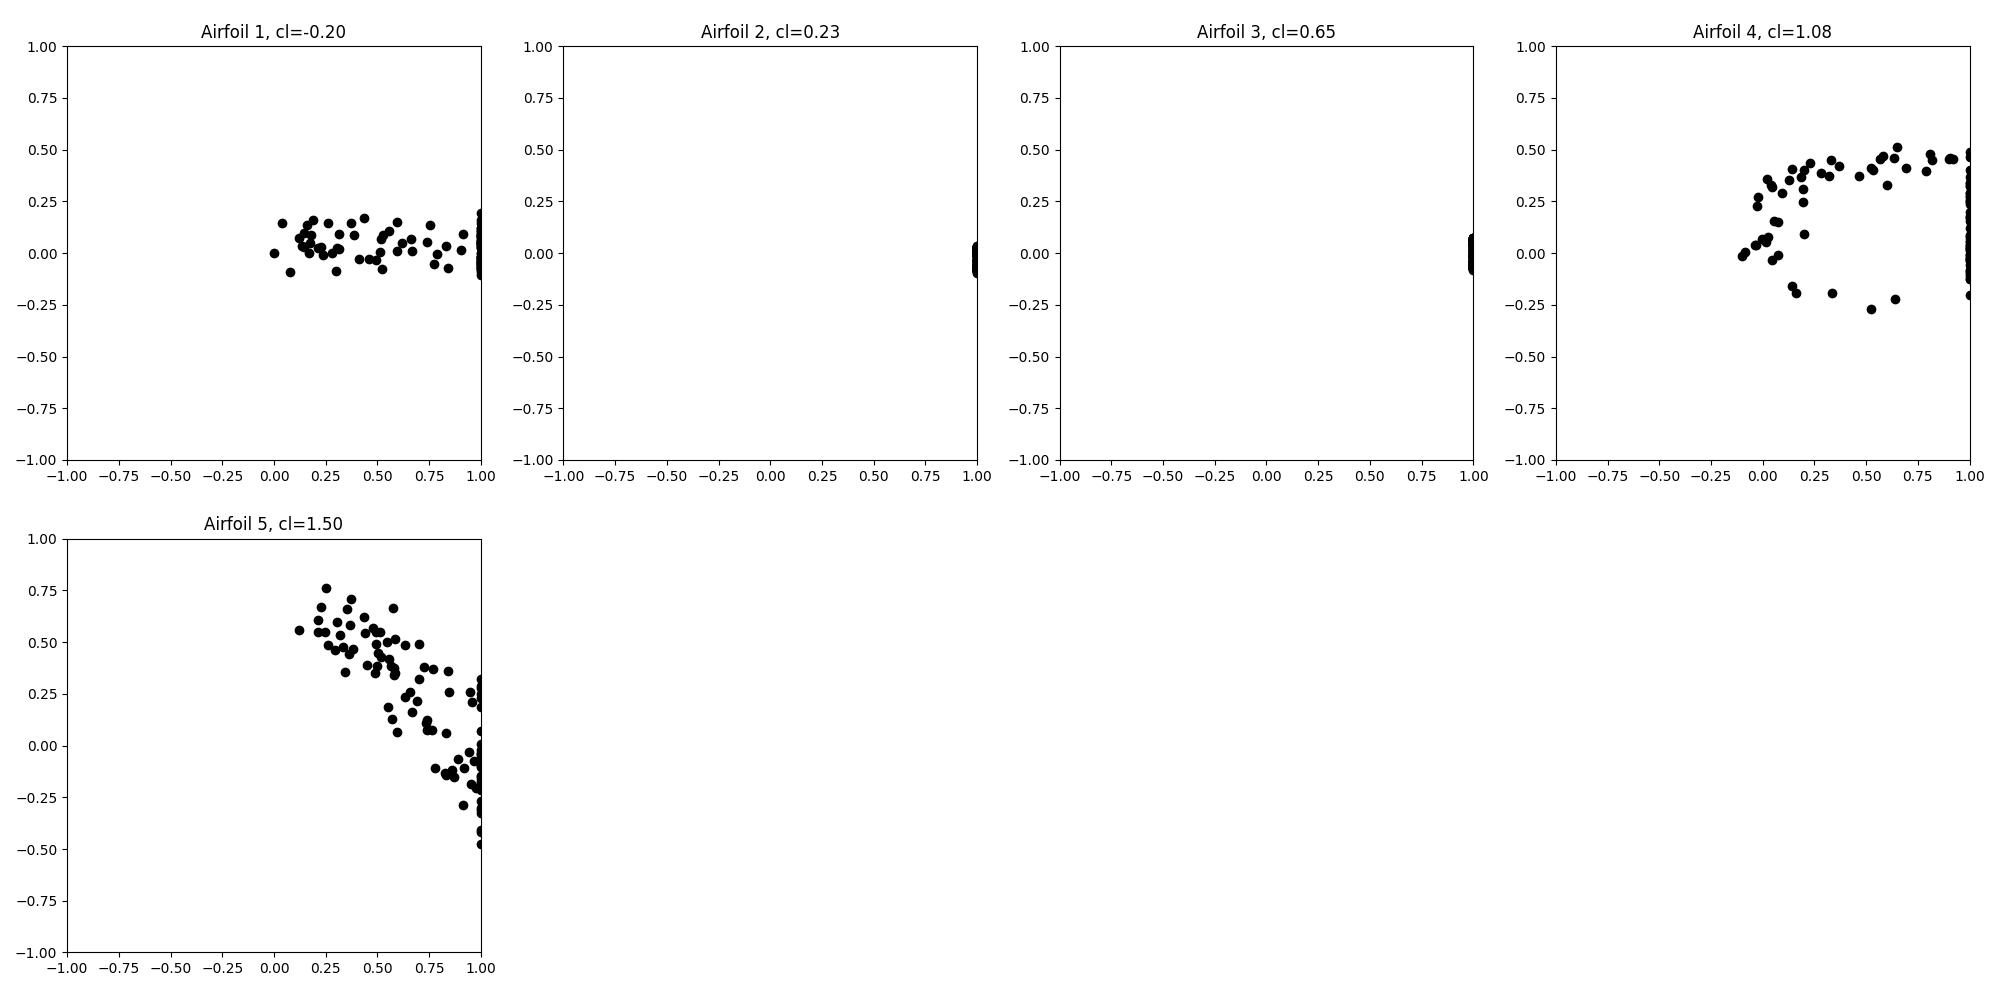 Airfoil 1, cl=-0.20
Airfoil 2, cl=0.23
Airfoil 3, cl=0.65
Airfoil 4, cl=1.08
1.00 1.00 1.00 1.00
0.75 0.75 0.75 0.75
0.50 0.50 0.50 0.50
0.25 0.25 0.25 0.25
0.00 0.00 0.00 0.00
−0.25 −0.25 −0.25 −0.25
−0.50 −0.50 −0.50 −0.50
−0.75 −0.75 −0.75 −0.75
−1.00 −1.00 −1.00 −1.00
−1.00 −0.75 −0.50 −0.25 0.00 0.25 0.50 0.75 1.00
−1.00 −0.75 −0.50 −0.25 0.00 0.25 0.50 0.75 1.00
−1.00 −0.75 −0.50 −0.25 0.00 0.25 0.50 0.75 1.00
−1.00 −0.75 −0.50 −0.25 0.00 0.25 0.50 0.75 1.00
Airfoil 5, cl=1.50
1.00
0.75
0.50
0.25
0.00
−0.25
−0.50
−0.75
−1.00
−1.00 −0.75 −0.50 −0.25 0.00 0.25 0.50 0.75 1.00